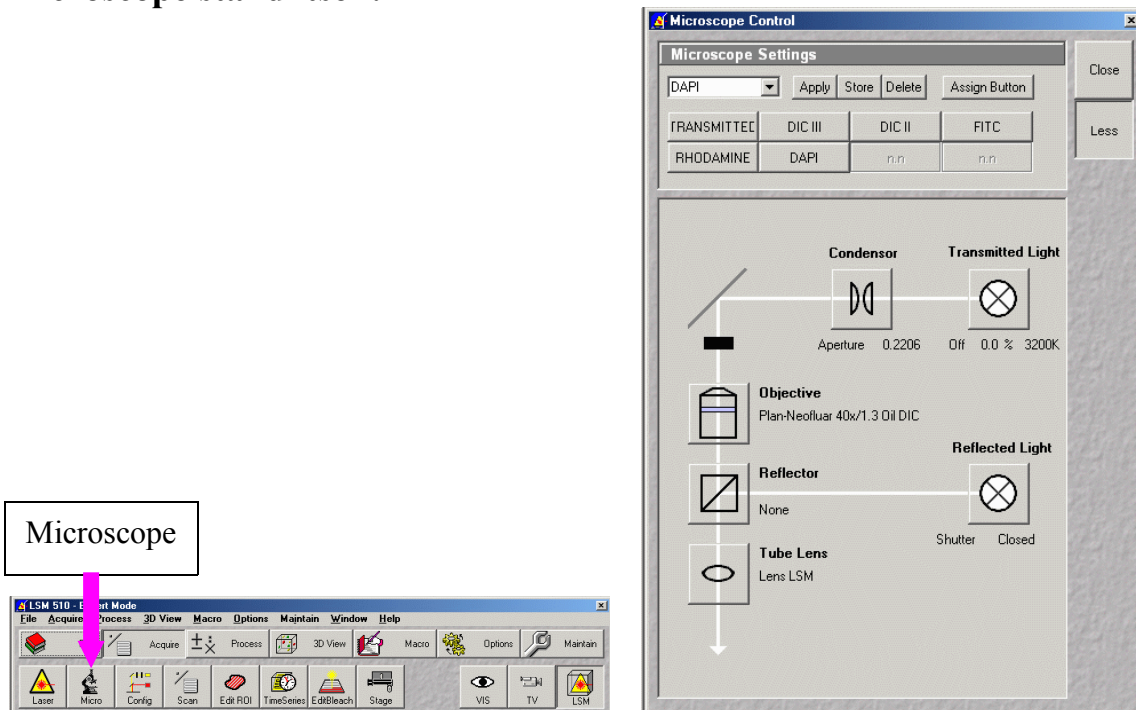 Microscope Control
Microscope Settings
DAPI Apply Store Delete Assign Button
TRANSMITTED DIC III DIC II FITC
RHODAMINE DAPI n.n n.n
Close
Less
Condensor Transmitted Light
Aperture 0.2206 Off 0.0 % 3200K
Objective
Plan-Neofluar 40x/1.3 Oil DIC
Reflected Light
Reflector
None
Shutter Closed
Tube Lens
Lens LSM
Microscope
LSM 510 - Expert Mode
File Acquire Process 3D View Macro Options Maintain Window Help
Acquire Process 3D View Macro Options Maintain
Laser Micro Config Scan Edit ROI TimeSeries EditBleach Stage VIS TV LSM